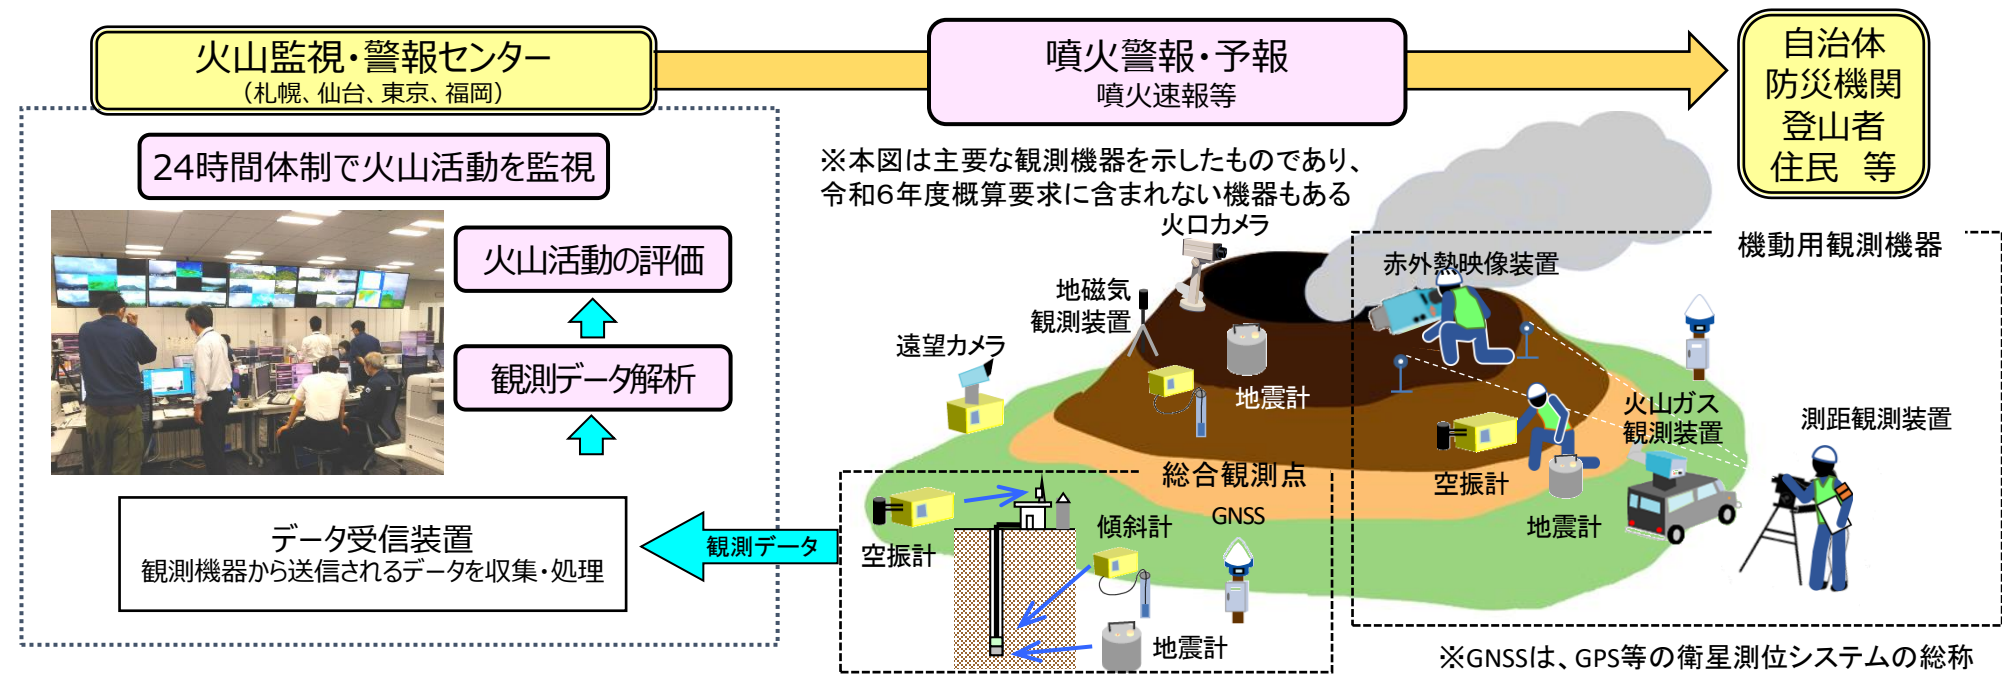 火山監視・警報センター
（札幌、仙台、東京、福岡）
噴火警報・予報
噴火速報等
自治体
防災機関
登山者
住民　等
24時間体制で火山活動を監視
火山活動の評価
観測データ解析
データ受信装置
観測機器から送信されるデータを収集・処理
観測データ
※本図は主要な観測機器を示したものであり、
令和６年度概算要求に含まれない機器もある
火口カメラ
地磁気
観測装置
遠望カメラ
地震計
総合観測点
空振計
傾斜計
GNSS
地震計
機動用観測機器
赤外熱映像装置
火山ガス
観測装置
測距観測装置
空振計
地震計
※GNSSは、GPS等の衛星測位システムの総称